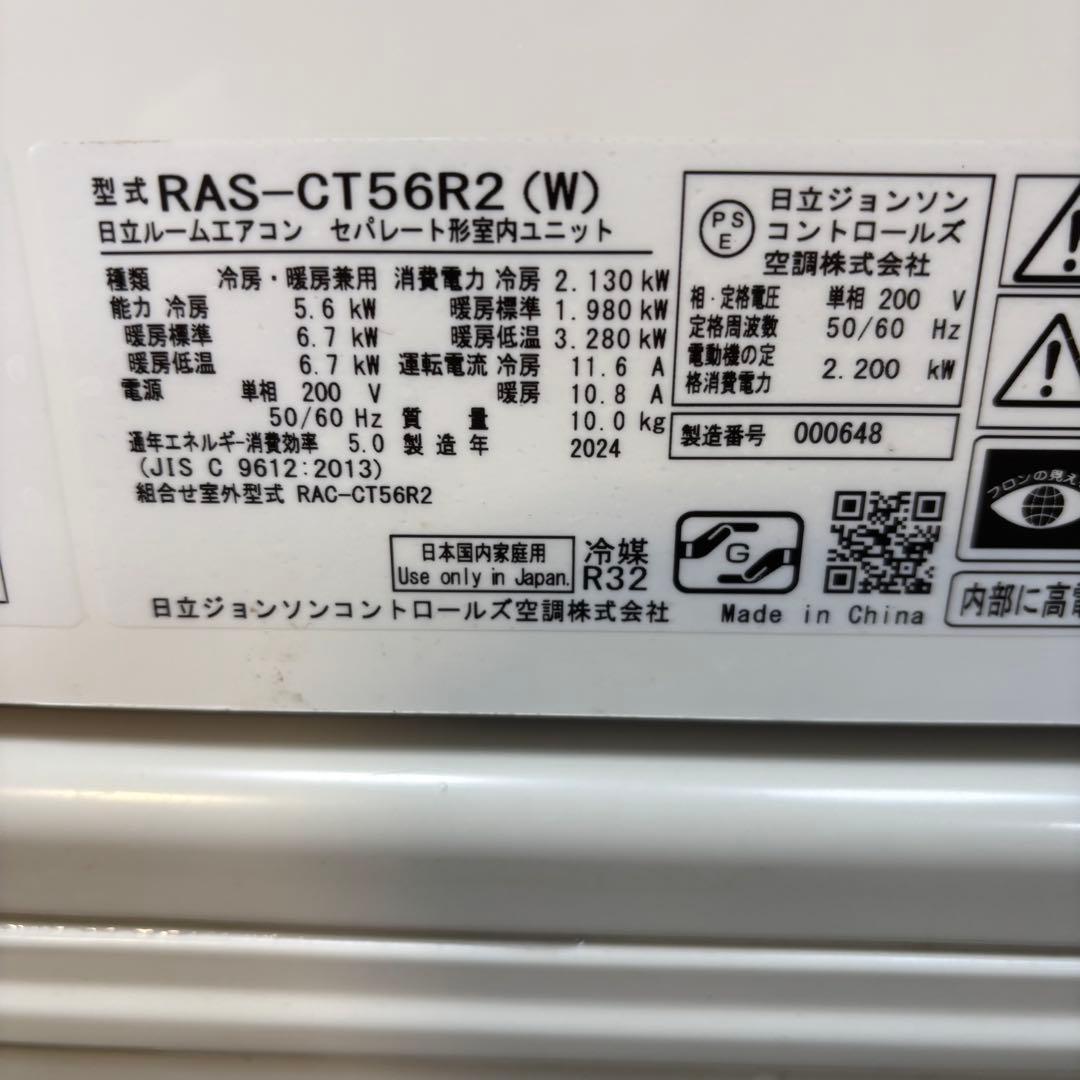 型式 RAS-CT56R2(W)
日立ルームエアコン セパレート形室内ユニット
種類 冷房・暖房兼用
能力 冷房 5.6 kW
暖房標準 6.7 kW
暖房低温 6.7 kW
電源 単相 200 V
50/60 Hz
通年エネルギー消費効率 5.0
(JIS C 9612:2013)
組合せ室外型式 RAC-CT56R2
消費電力 冷房 2.130 kW
暖房標準 1.980 kW
暖房低温 3.280 kW
運転電流 冷房 11.6 A
暖房 10.8 A
質量 10.0 kg
製造年 2024
PSE
日立ジョンソン
コントロールズ
空調株式会社
相・定格電圧 単相 200 V
定格周波数 50/60 Hz
電動機の定
格消費電力 2.200 kW
製造番号 000648
日本国内家庭用
Use only in Japan.
冷媒
R32
G
日立ジョンソンコントロールズ空調株式会社
Made in China
フロンの見え
内部に高電